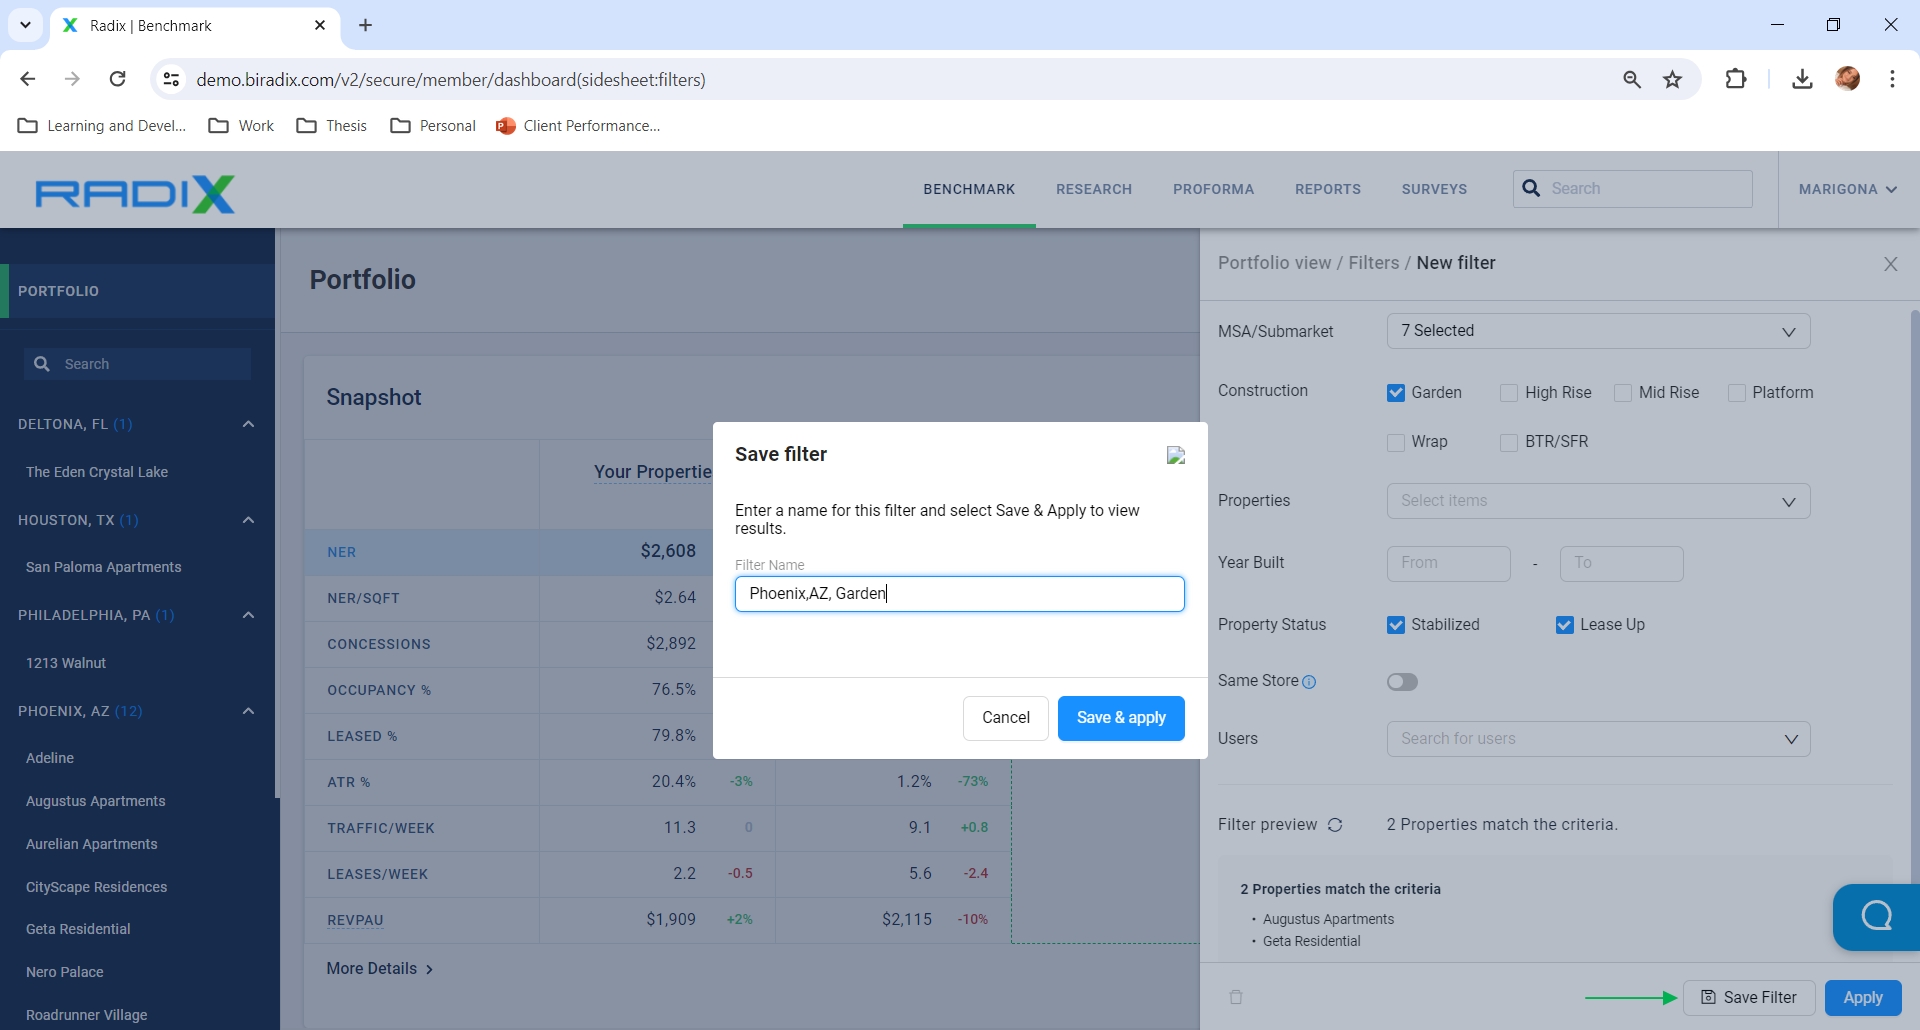 Radix | Benchmark
demo.biradix.com/v2/secure/member/dashboard(sidesheet:filters)
Learning and Devel...
Work
Thesis
Personal
Client Performance...
RADIX
BENCHMARK
RESEARCH
PROFORMA
REPORTS
SURVEYS
Search
MARIGONA
PORTFOLIO
Search
DELTONA, FL (1)
The Eden Crystal Lake
HOUSTON, TX (1)
San Paloma Apartments
PHILADELPHIA, PA (1)
1213 Walnut
PHOENIX, AZ (12)
Adeline
Augustus Apartments
Aurelian Apartments
CityScape Residences
Geta Residential
Nero Palace
Roadrunner Village
Portfolio
Snapshot
Your Propertie
NER $2,608
NER/SQFT $2.64
CONCESSIONS $2,892
OCCUPANCY % 76.5%
LEASED % 79.8%
ATR % 20.4% -3% 1.2% -73%
TRAFFIC/WEEK 11.3 0 9.1 +0.8
LEASES/WEEK 2.2 -0.5 5.6 -2.4
REVPAU $1,909 +2% $2,115 -10%
More Details
Save filter
Enter a name for this filter and select Save & Apply to view
results.
Filter Name
Phoenix,AZ, Garden
Cancel
Save & apply
Portfolio view / Filters / New filter
MSA/Submarket 7 Selected
Construction Garden High Rise Mid Rise Platform
Wrap BTR/SFR
Properties Select items
Year Built From - To
Property Status Stabilized Lease Up
Same Store
Users Search for users
Filter preview 2 Properties match the criteria.
2 Properties match the criteria
• Augustus Apartments
• Geta Residential
Save Filter
Apply